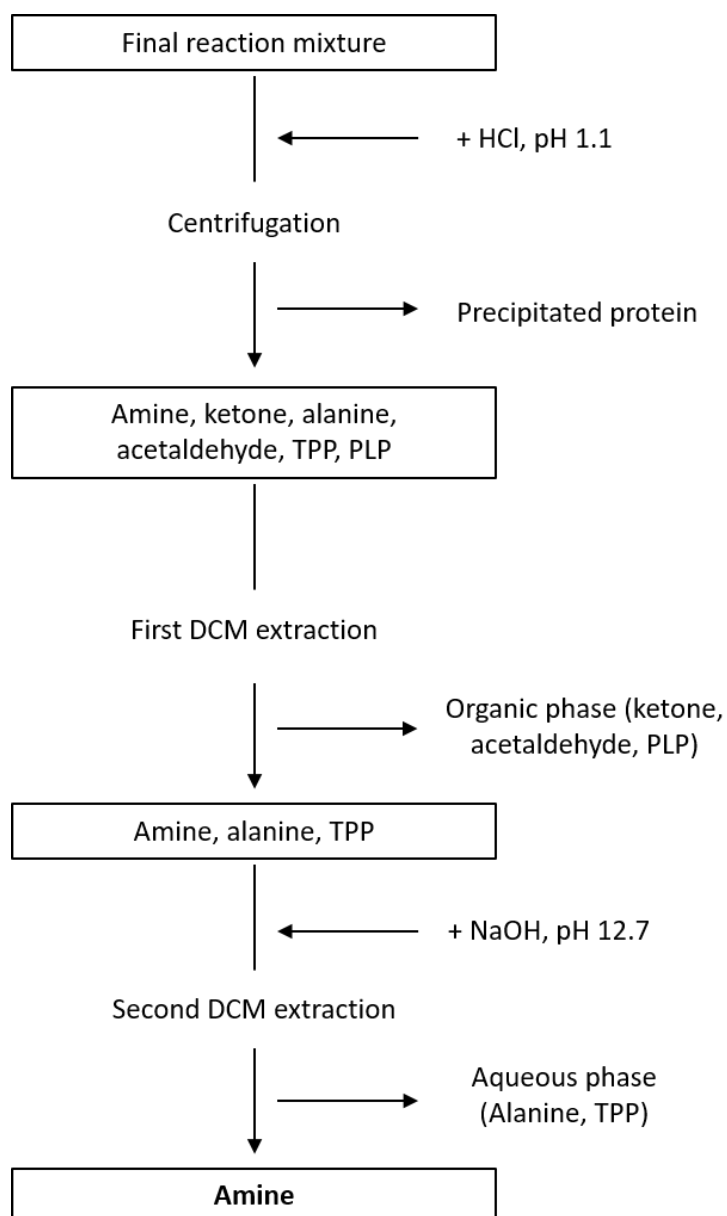 Final reaction mixture
+ HCl, pH 1.1
Centrifugation
Precipitated protein
Amine, ketone, alanine,
acetaldehyde, TPP, PLP
First DCM extraction
Organic phase (ketone,
acetaldehyde, PLP)
Amine, alanine, TPP
+ NaOH, pH 12.7
Second DCM extraction
Aqueous phase
(Alanine, TPP)
Amine